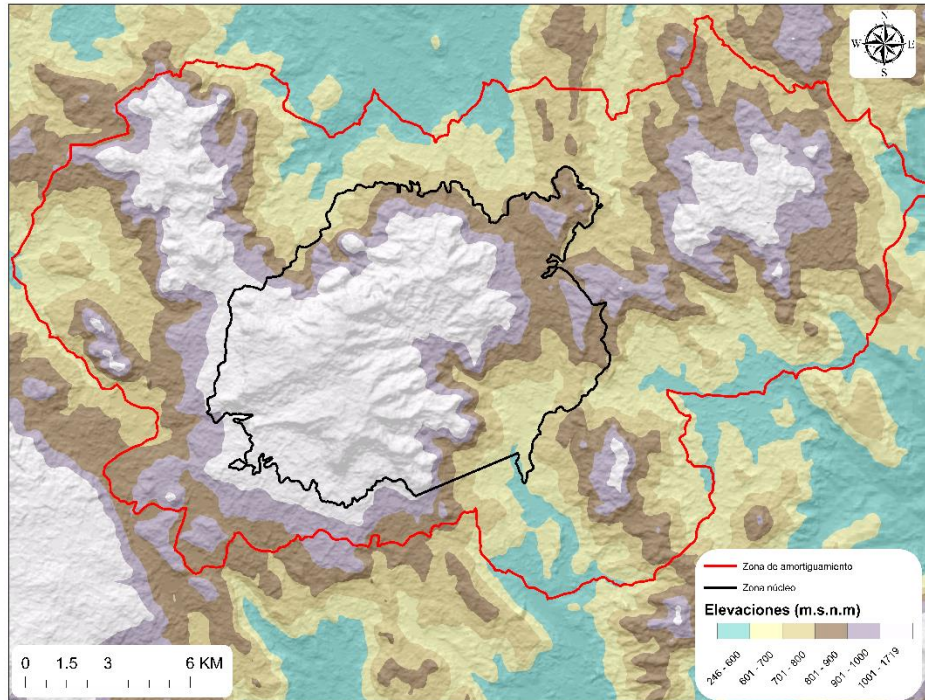 N
W E
S
Zona de amortiguamiento
Zona núcleo
Elevaciones (m.s.n.m)
246 - 600
601 - 700
701 - 800
801 - 900
901 - 1000
1001 - 1719
0 1.5 3 6 KM